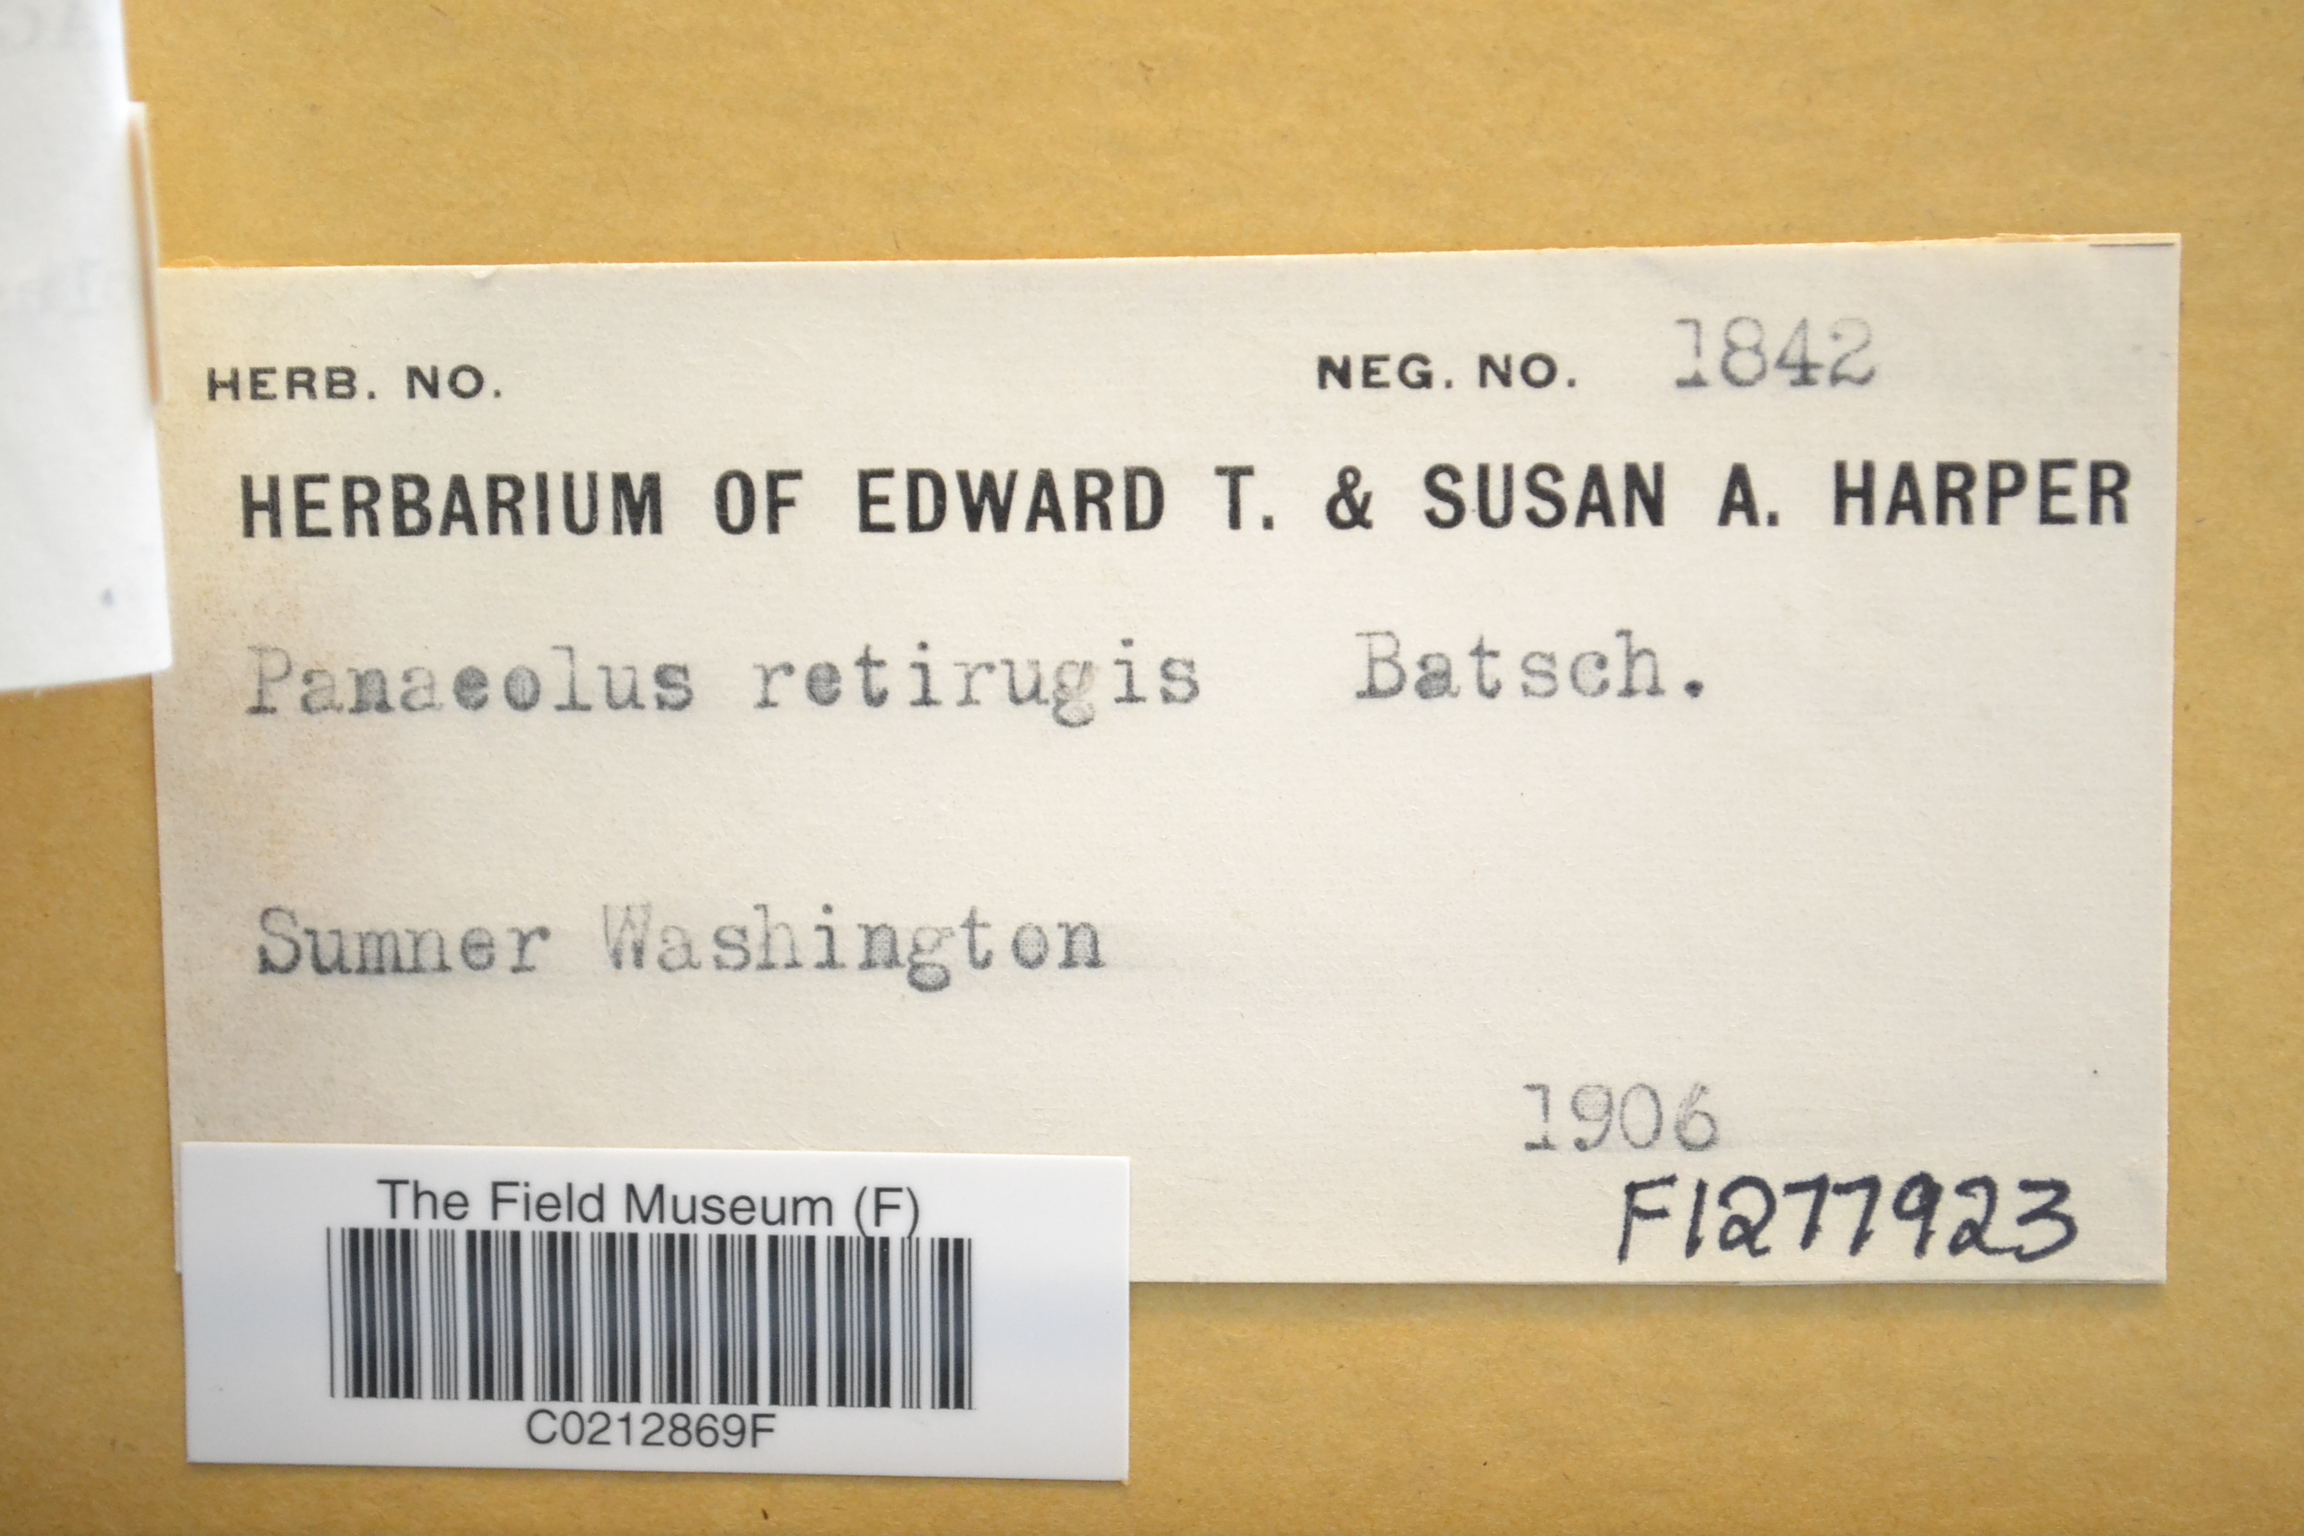 HERB. NO. NEG. NO. 1842
HERBARIUM OF EDWARD T. & SUSAN A. HARPER
Panaeolus retirugis Batsch.
Sumner Washington
1906
F1277923
The Field Museum (F)
C0212869F